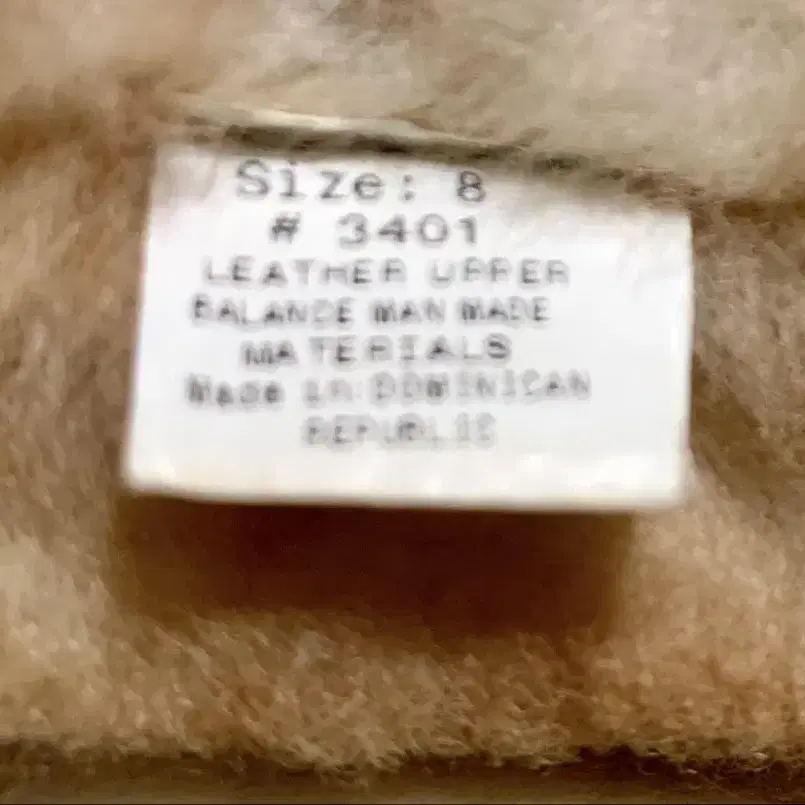 Size: 8
# 3401
LEATHER UPPER
BALANCE MAN MADE
MATERIALS
Made in:DOMINICAN
REPUBLIC